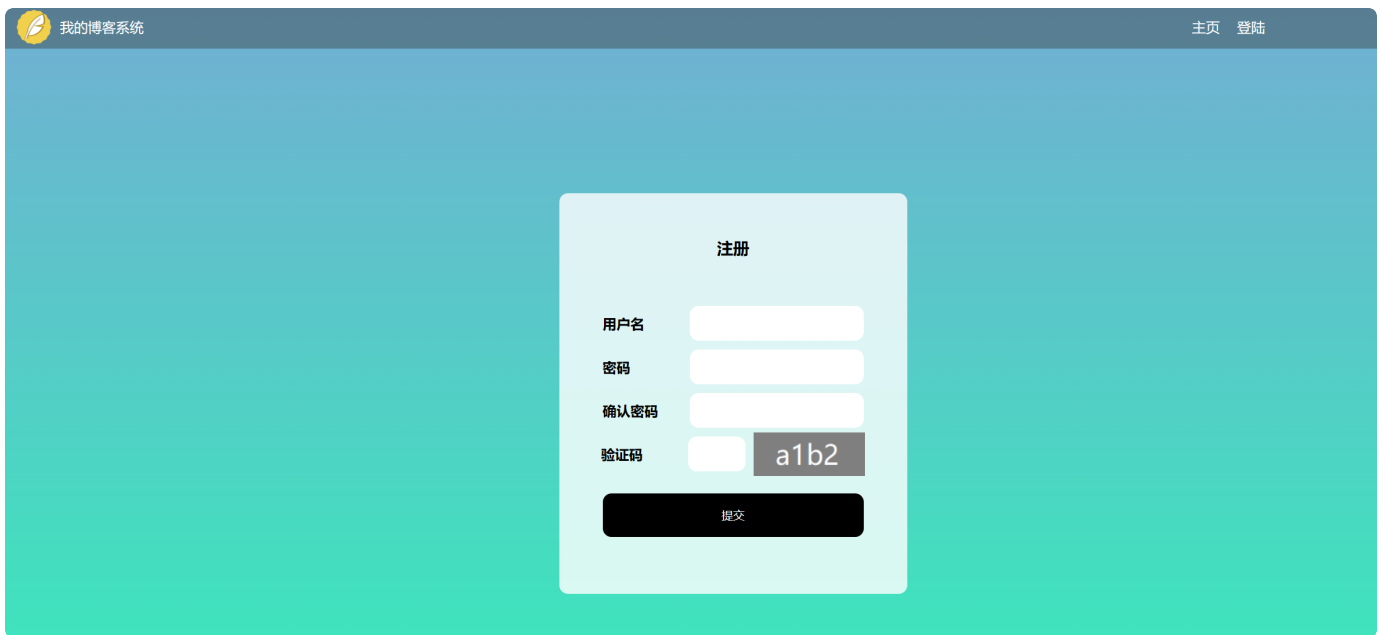 我的博客系统 主页 登陆
注册
用户名
密码
确认密码
验证码 a1b2
提交